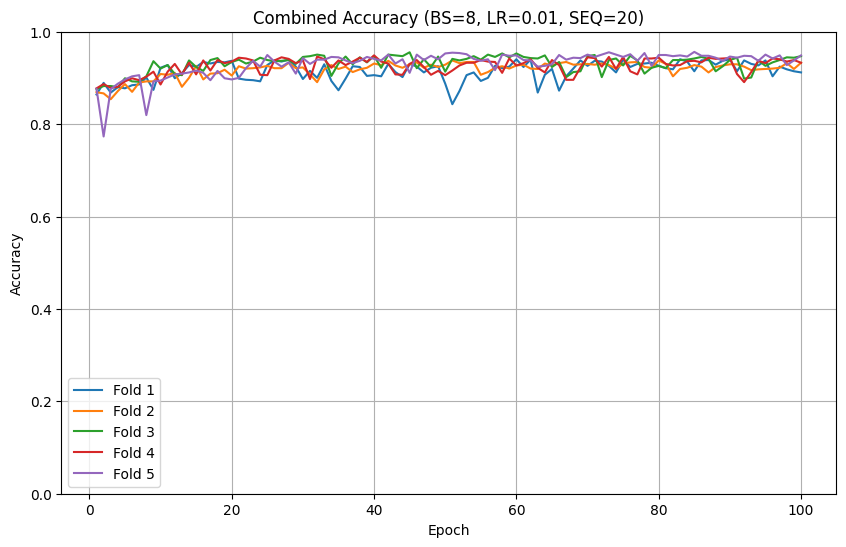 Combined Accuracy (BS=8, LR=0.01, SEQ=20)
Accuracy
1.0
0.8
0.6
0.4
0.2
0.0
Fold 1
Fold 2
Fold 3
Fold 4
Fold 5
0 20 40 60 80 100
Epoch